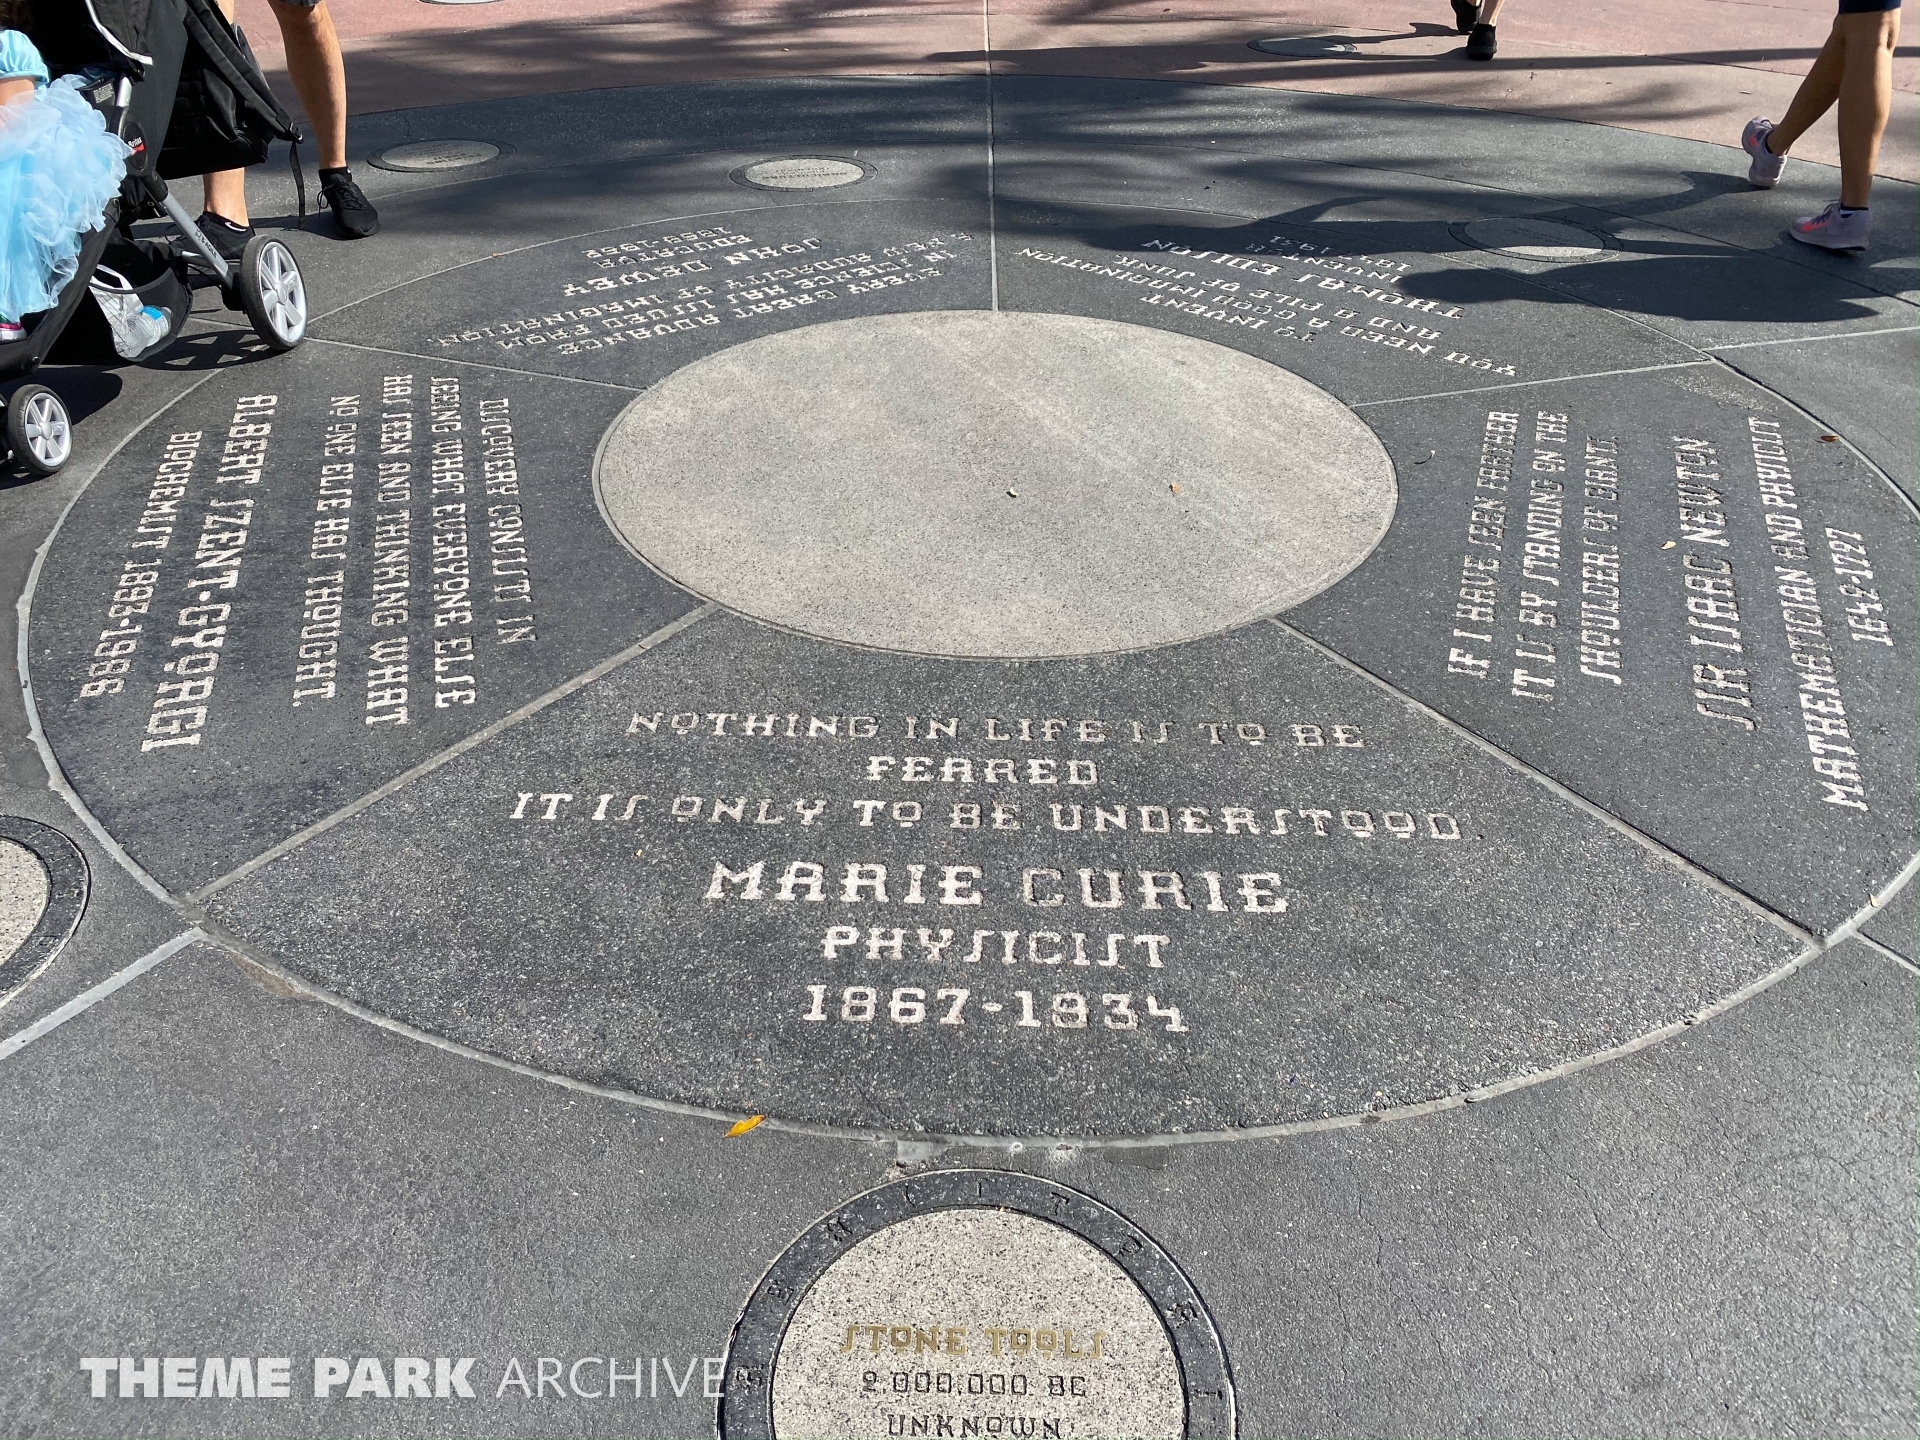 NOTHING IN LIFE IS TO BE
FEARED
IT IS ONLY TO BE UNDERSTOOD
MARIE CURIE
PHYSICIST
1867-1934
DISCOVERY CONSISTS IN
SEEING WHAT EVERYONE ELSE
HAS SEEN AND THINKING WHAT
NO ONE ELSE HAS THOUGHT
ALBERT SZENT-GYORGI
BIOCHEMIST 1893-1986
EVERY GREAT ADVANCE
IN SCIENCE HAS ISSUED FROM
A NEW AUDACITY OF IMAGINATION.
JOHN DEWEY
EDUCATOR
1859-1952
TO INVENT
YOU NEED A GOOD IMAGINATION
AND A PILE OF JUNK
THOMAS EDISON
INVENTOR
1931
IF I HAVE SEEN FARTHER
IT IS BY STANDING ON THE
SHOULDERS OF GIANTS.
SIR ISAAC NEWTON
MATHEMATICIAN AND PHYSICIST
1642-1727
STONE TOOLS
2,000,000 BC
UNKNOWN
THEME PARK ARCHIVE